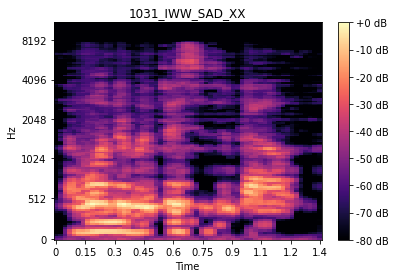 1031_IWW_SAD_XX
Hz
8192
4096
2048
1024
512
0
0 0.15 0.3 0.45 0.6 0.75 0.9 1.1 1.2 1.4
Time
+0 dB
-10 dB
-20 dB
-30 dB
-40 dB
-50 dB
-60 dB
-70 dB
-80 dB